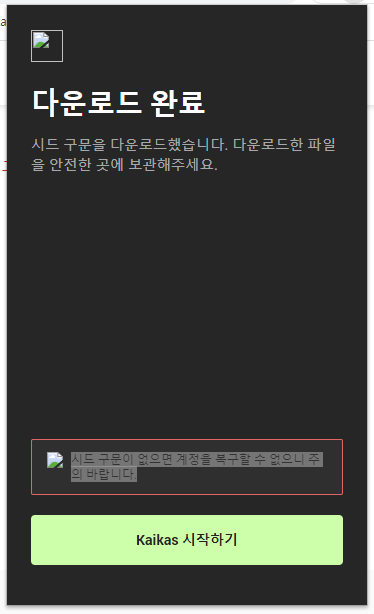 다운로드 완료
시드 구문을 다운로드했습니다. 다운로드한 파일
을 안전한 곳에 보관해주세요.
시드 구문이 없으면 계정을 복구할 수 없으니 주
의 바랍니다.
Kaikas 시작하기